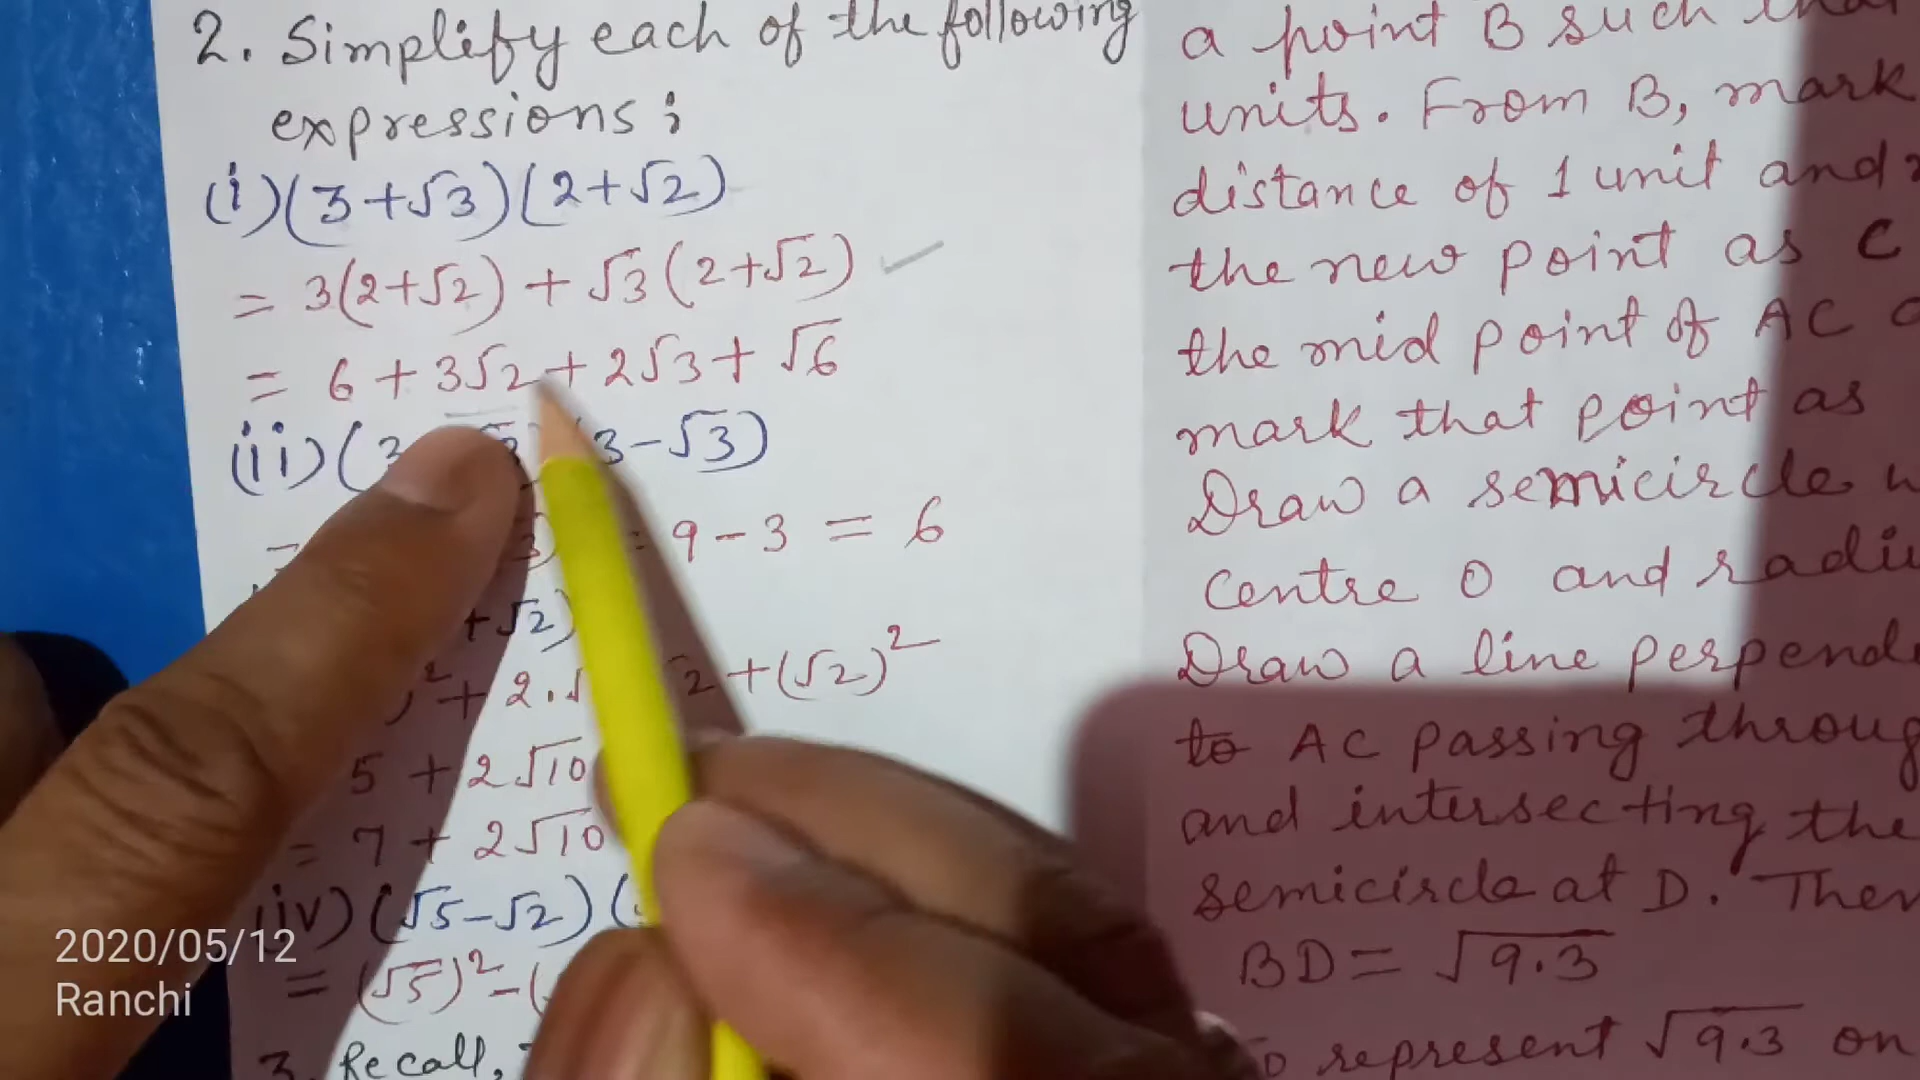 2. Simplify each of the following
expressions:
(i) (3+√3)(2+√2)
= 3(2+√2) + √3(2+√2)
= 6 + 3√2 + 2√3 + √6
(ii) (3 3-√3)
= 9 - 3 = 6
+√2)
² + 2.√ 2 + (√2)²
5 + 2√10
= 7 + 2√10
(iv) (√5-√2) (
= (√5)² - (
3. Recall,
a point B such that
units. From B, mark
distance of 1 unit and
the new point as C
the mid point of AC
mark that point as
Draw a semicircle
centre O and
Draw a line
to AC passing
and intersecting the
semicircle at D. Then
BD = √9.3
represent √9.3 on
2020/05/12
Ranchi